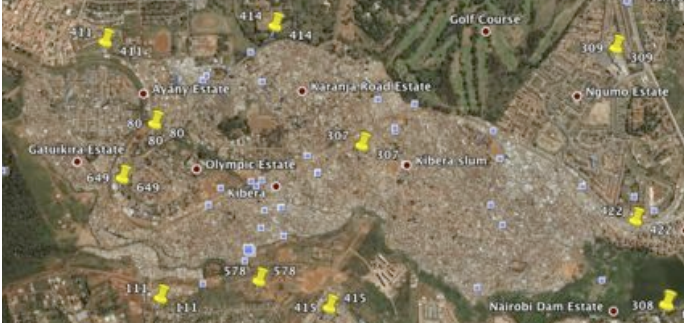 414
411
411
Golf Course
309
309
Ayany Estate
Karanja Road Estate
Ngumo Estate
80
80
80
307
307
Gatuikira Estate
Olympic Estate
Kibera slum
649
649
Kibera
422
422
578
578
111
111
415
415
Nairobi Dam Estate
308